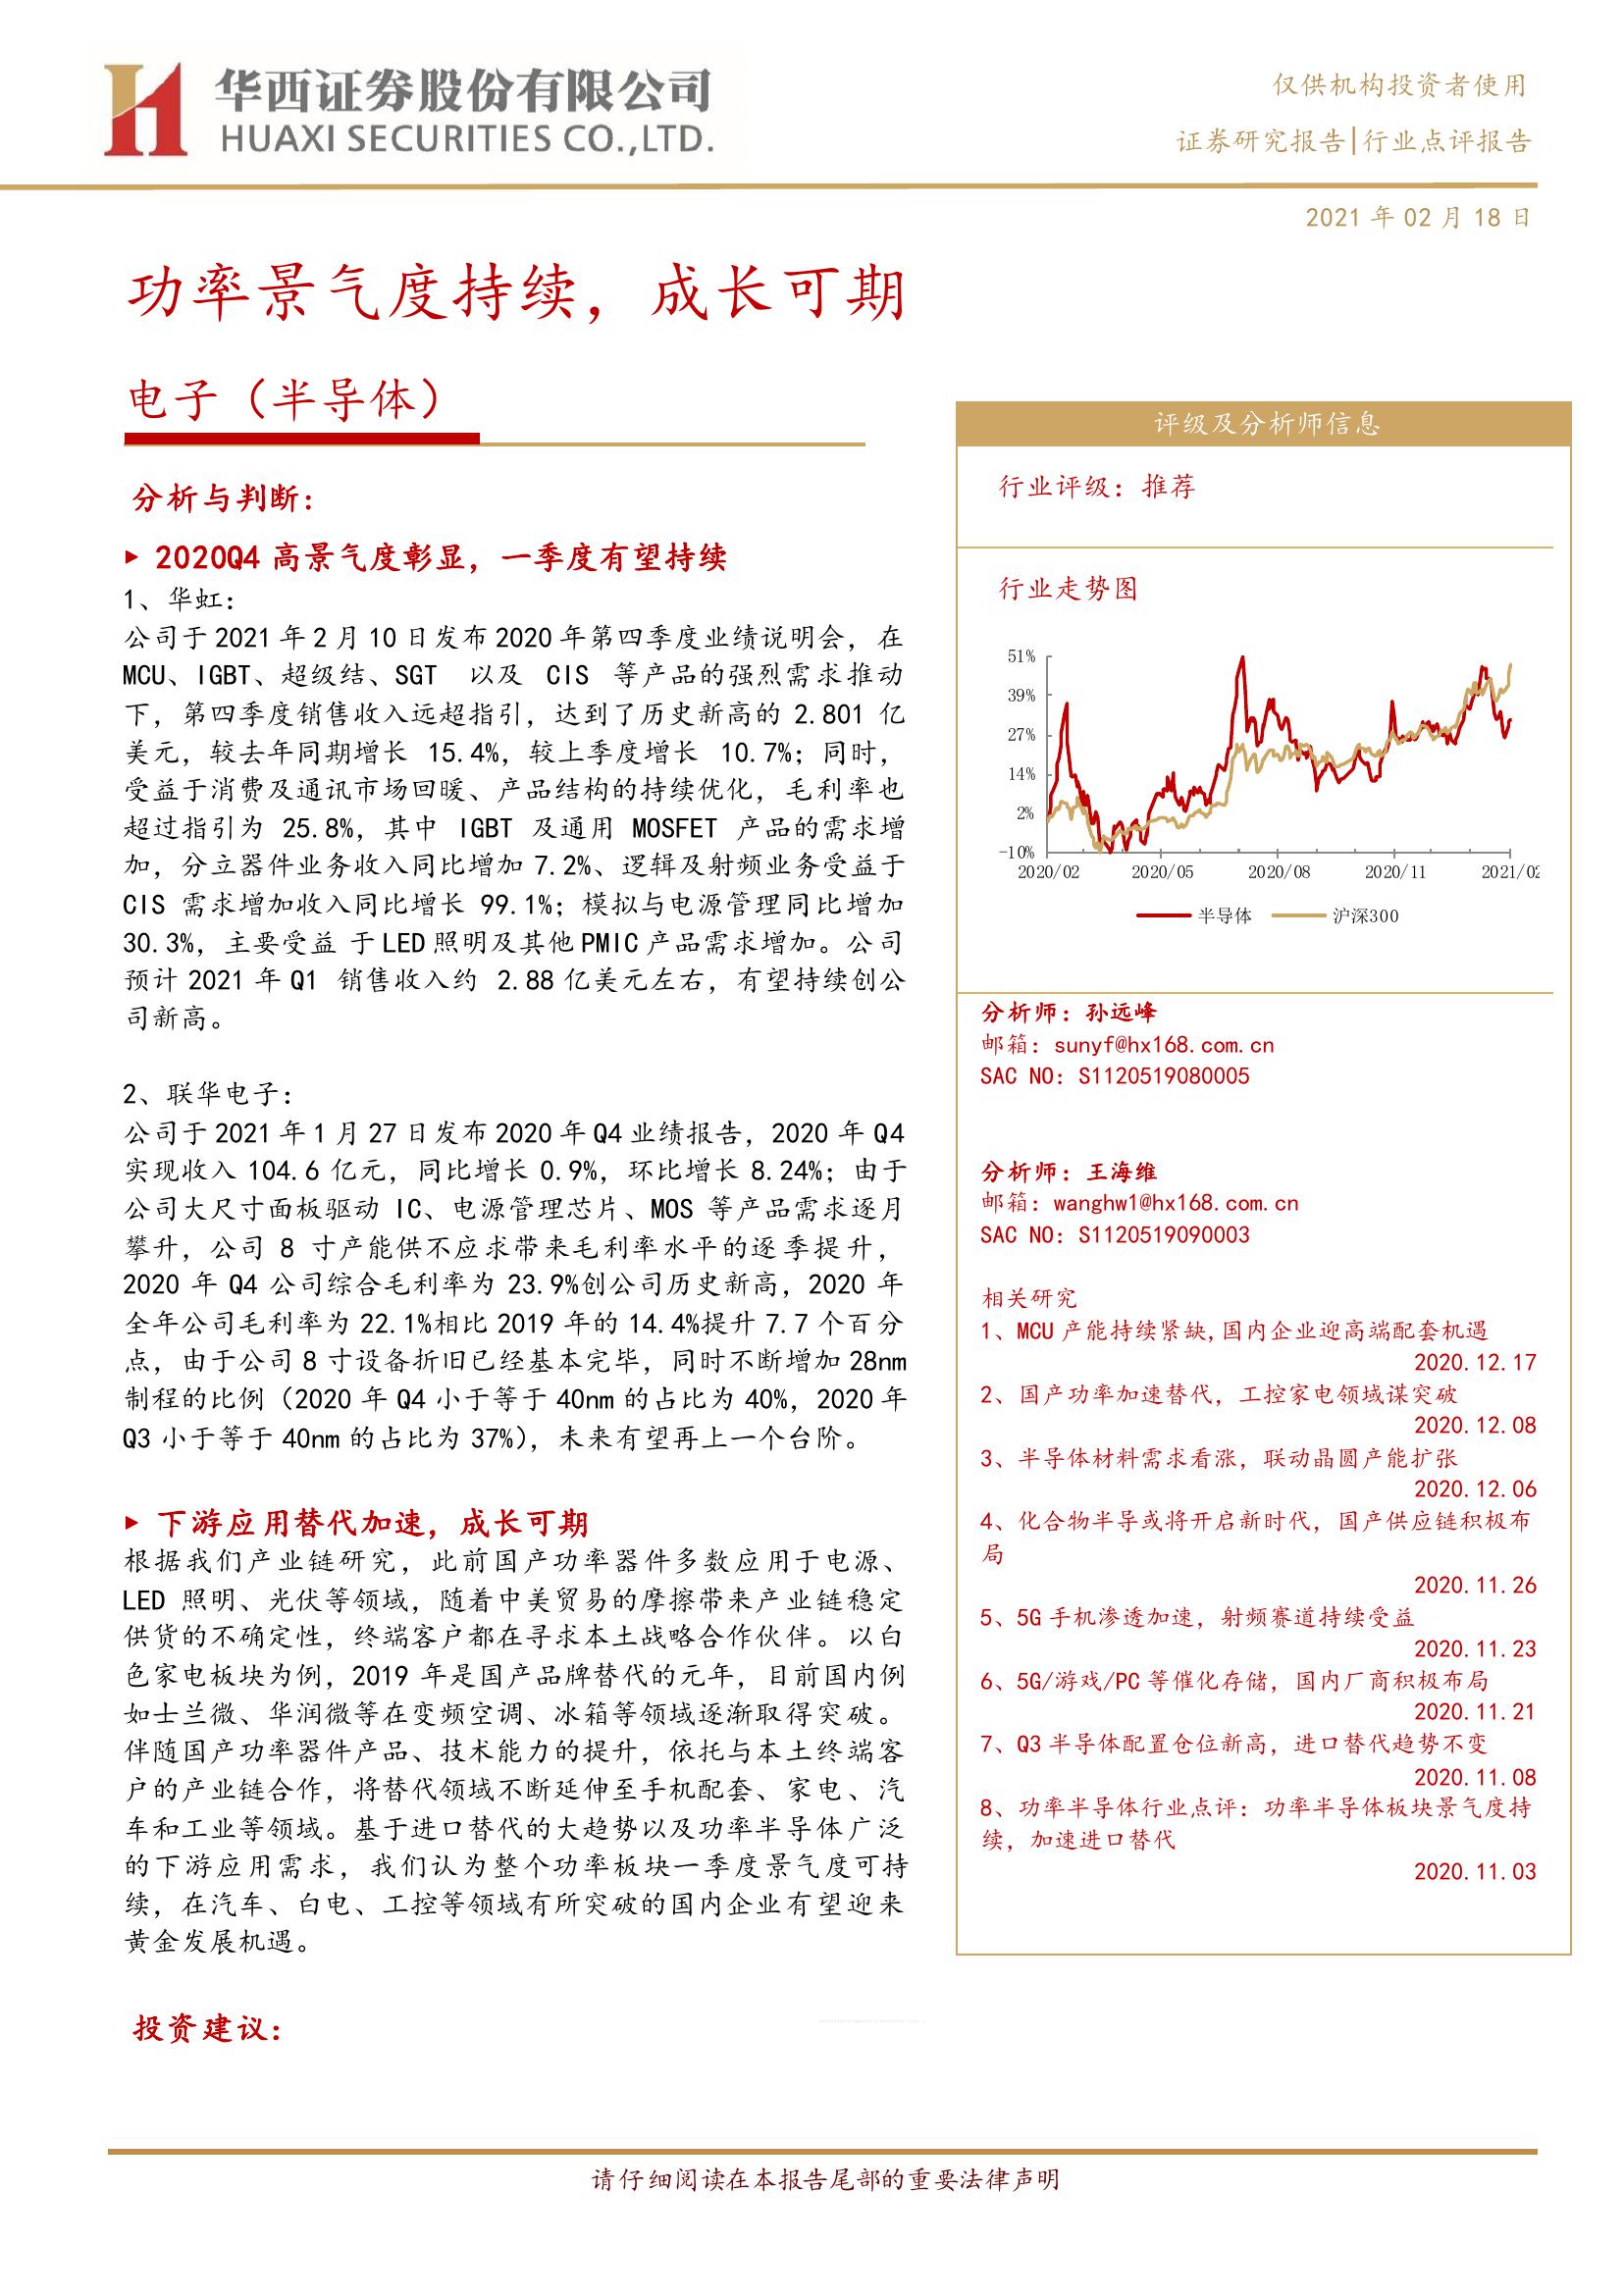 华西证券股份有限公司
HUAXI SECURITIES CO.,LTD.
仅供机构投资者使用
证券研究报告|行业点评报告
2021 年 02 月 18 日
功率景气度持续，成长可期
电子（半导体）
分析与判断：
▸ 2020Q4 高景气度彰显，一季度有望持续
1、华虹：
公司于 2021 年 2 月 10 日发布 2020 年第四季度业绩说明会，在
MCU、IGBT、超级结、SGT 以及 CIS 等产品的强烈需求推动
下，第四季度销售收入远超指引，达到了历史新高的 2.801 亿
美元，较去年同期增长 15.4%，较上季度增长 10.7%；同时，
受益于消费及通讯市场回暖、产品结构的持续优化，毛利率也
超过指引为 25.8%，其中 IGBT 及通用 MOSFET 产品的需求增
加，分立器件业务收入同比增加 7.2%、逻辑及射频业务受益于
CIS 需求增加收入同比增长 99.1%；模拟与电源管理同比增加
30.3%，主要受益 于 LED 照明及其他 PMIC 产品需求增加。公司
预计 2021 年 Q1 销售收入约 2.88 亿美元左右，有望持续创公
司新高。
2、联华电子：
公司于 2021 年 1 月 27 日发布 2020 年 Q4 业绩报告，2020 年 Q4
实现收入 104.6 亿元，同比增长 0.9%，环比增长 8.24%；由于
公司大尺寸面板驱动 IC、电源管理芯片、MOS 等产品需求逐月
攀升，公司 8 寸产能供不应求带来毛利率水平的逐季提升，
2020 年 Q4 公司综合毛利率为 23.9%创公司历史新高，2020 年
全年公司毛利率为 22.1%相比 2019 年的 14.4%提升 7.7 个百分
点，由于公司 8 寸设备折旧已经基本完毕，同时不断增加 28nm
制程的比例（2020 年 Q4 小于等于 40nm 的占比为 40%，2020 年
Q3 小于等于 40nm 的占比为 37%），未来有望再上一个台阶。
▸ 下游应用替代加速，成长可期
根据我们产业链研究，此前国产功率器件多数应用于电源、
LED 照明、光伏等领域，随着中美贸易的摩擦带来产业链稳定
供货的不确定性，终端客户都在寻求本土战略合作伙伴。以白
色家电板块为例，2019 年是国产品牌替代的元年，目前国内例
如士兰微、华润微等在变频空调、冰箱等领域逐渐取得突破。
伴随国产功率器件产品、技术能力的提升，依托与本土终端客
户的产业链合作，将替代领域不断延伸至手机配套、家电、汽
车和工业等领域。基于进口替代的大趋势以及功率半导体广泛
的下游应用需求，我们认为整个功率板块一季度景气度可持
续，在汽车、白电、工控等领域有所突破的国内企业有望迎来
黄金发展机遇。
投资建议：
评级及分析师信息
行业评级：推荐
行业走势图
51%
39%
27%
14%
2%
-10%
2020/02 2020/05 2020/08 2020/11 2021/02
半导体 沪深300
分析师：孙远峰
邮箱：sunyf@hx168.com.cn
SAC NO：S1120519080005
分析师：王海维
邮箱：wanghw1@hx168.com.cn
SAC NO：S1120519090003
相关研究
1、MCU 产能持续紧缺,国内企业迎高端配套机遇
2020.12.17
2、国产功率加速替代，工控家电领域谋突破
2020.12.08
3、半导体材料需求看涨，联动晶圆产能扩张
2020.12.06
4、化合物半导或将开启新时代，国产供应链积极布
局
2020.11.26
5、5G 手机渗透加速，射频赛道持续受益
2020.11.23
6、5G/游戏/PC 等催化存储，国内厂商积极布局
2020.11.21
7、Q3 半导体配置仓位新高，进口替代趋势不变
2020.11.08
8、功率半导体行业点评：功率半导体板块景气度持
续，加速进口替代
2020.11.03
请仔细阅读在本报告尾部的重要法律声明